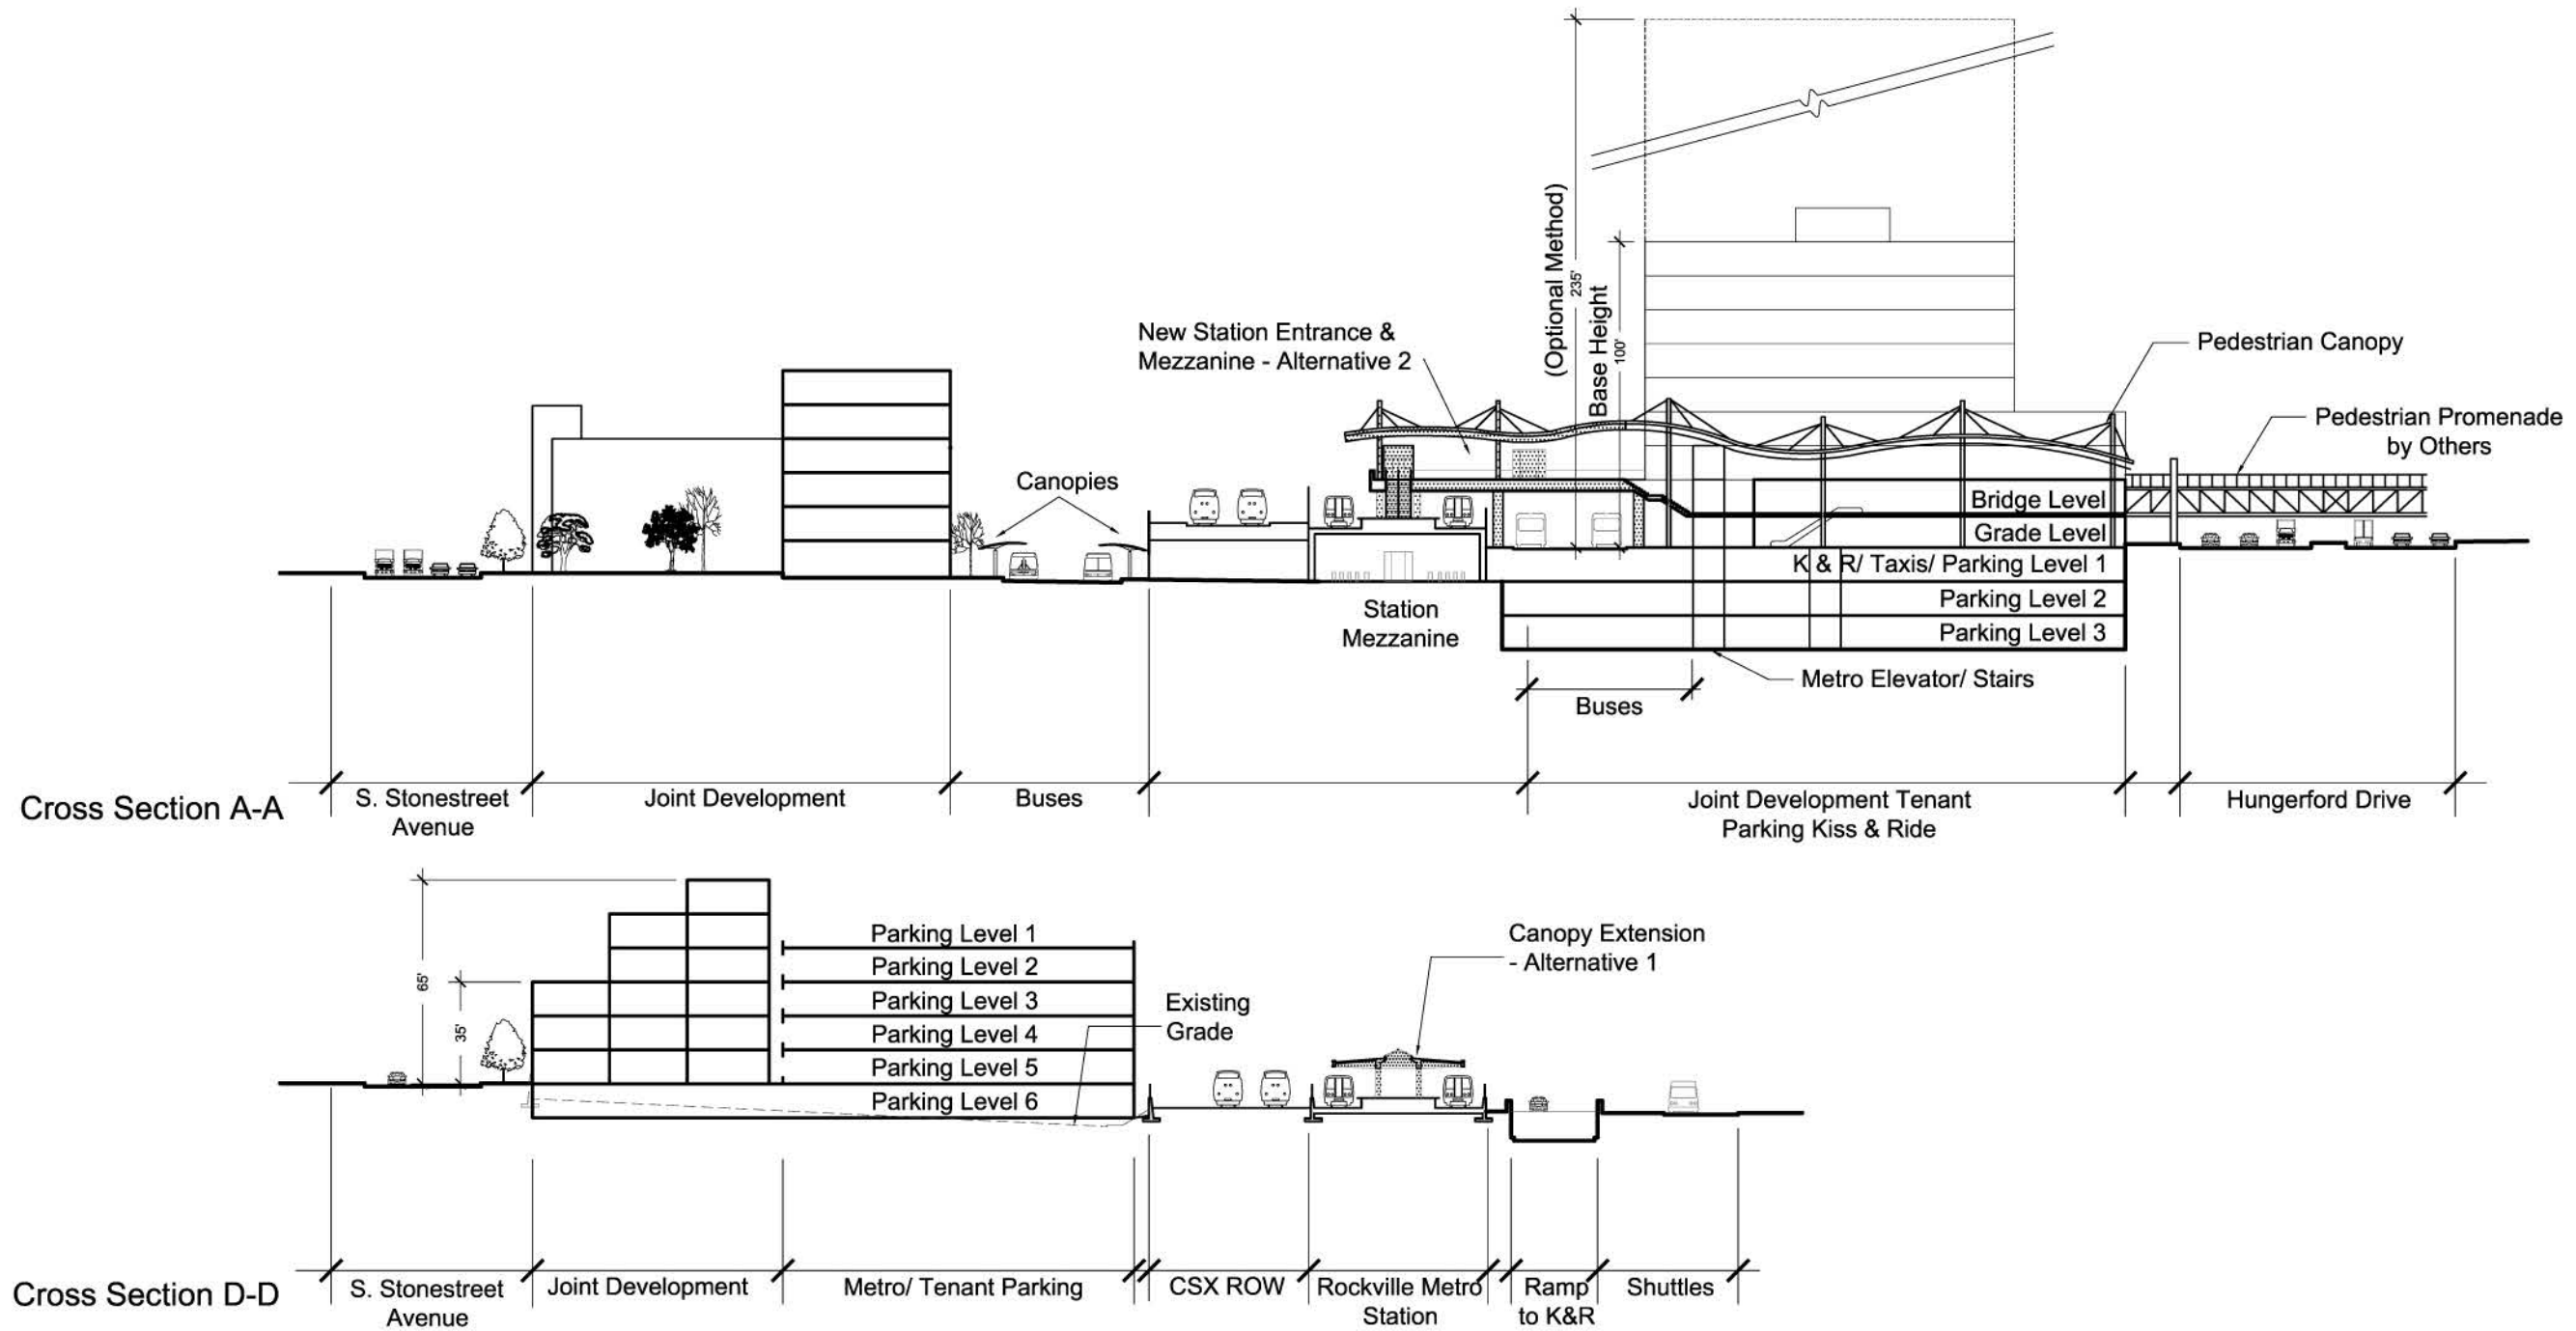 (Optional Method)
235'
Base Height
100'
New Station Entrance &
Mezzanine - Alternative 2
Pedestrian Canopy
Pedestrian Promenade
by Others
Canopies
Bridge Level
Grade Level
K & R/ Taxis/ Parking Level 1
Parking Level 2
Parking Level 3
Station
Mezzanine
Metro Elevator/ Stairs
Buses
Cross Section A-A
S. Stonestreet
Avenue
Joint Development
Buses
Joint Development Tenant
Parking Kiss & Ride
Hungerford Drive
65'
35'
Parking Level 1
Parking Level 2
Parking Level 3
Parking Level 4
Parking Level 5
Parking Level 6
Existing
Grade
Canopy Extension
- Alternative 1
Cross Section D-D
S. Stonestreet
Avenue
Joint Development
Metro/ Tenant Parking
CSX ROW
Rockville Metro
Station
Ramp
to K&R
Shuttles